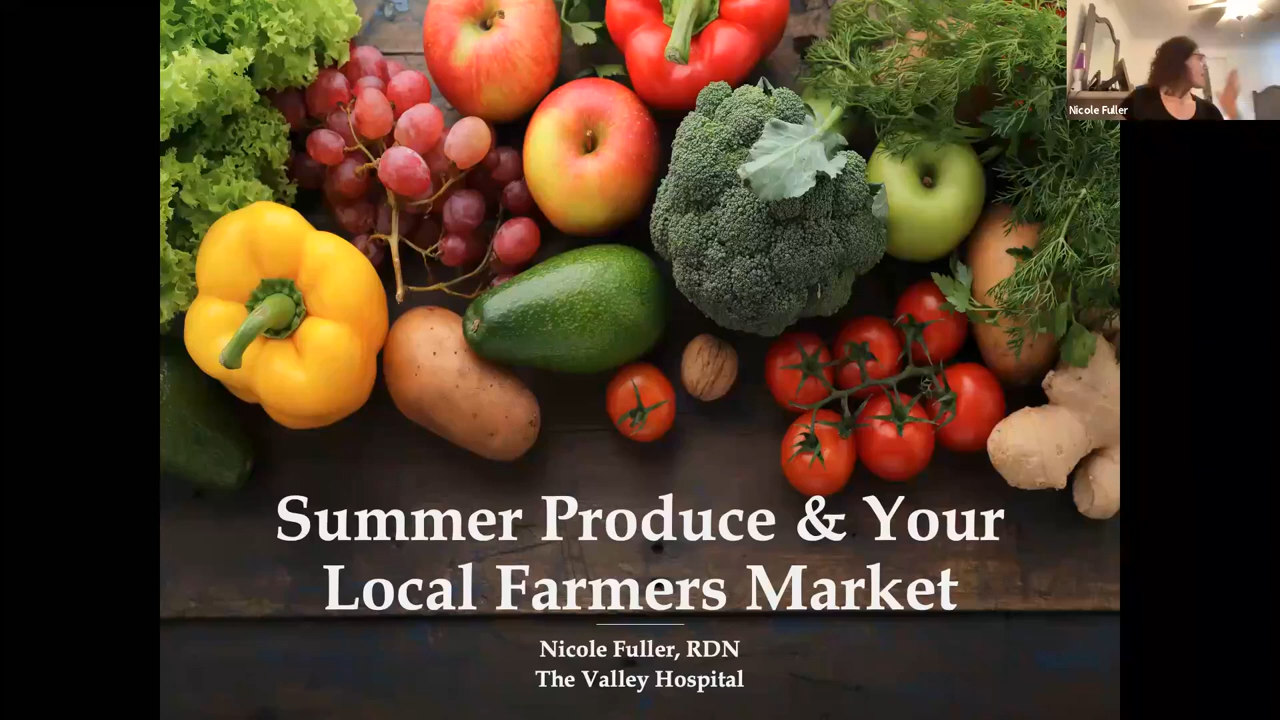 Nicole Fuller
Summer Produce & Your
Local Farmers Market
Nicole Fuller, RDN
The Valley Hospital